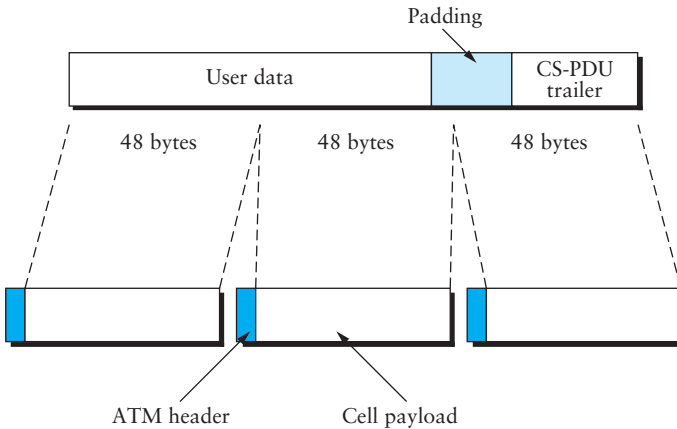 Padding
User data
CS-PDU
trailer
48 bytes
48 bytes
48 bytes
ATM header
Cell payload